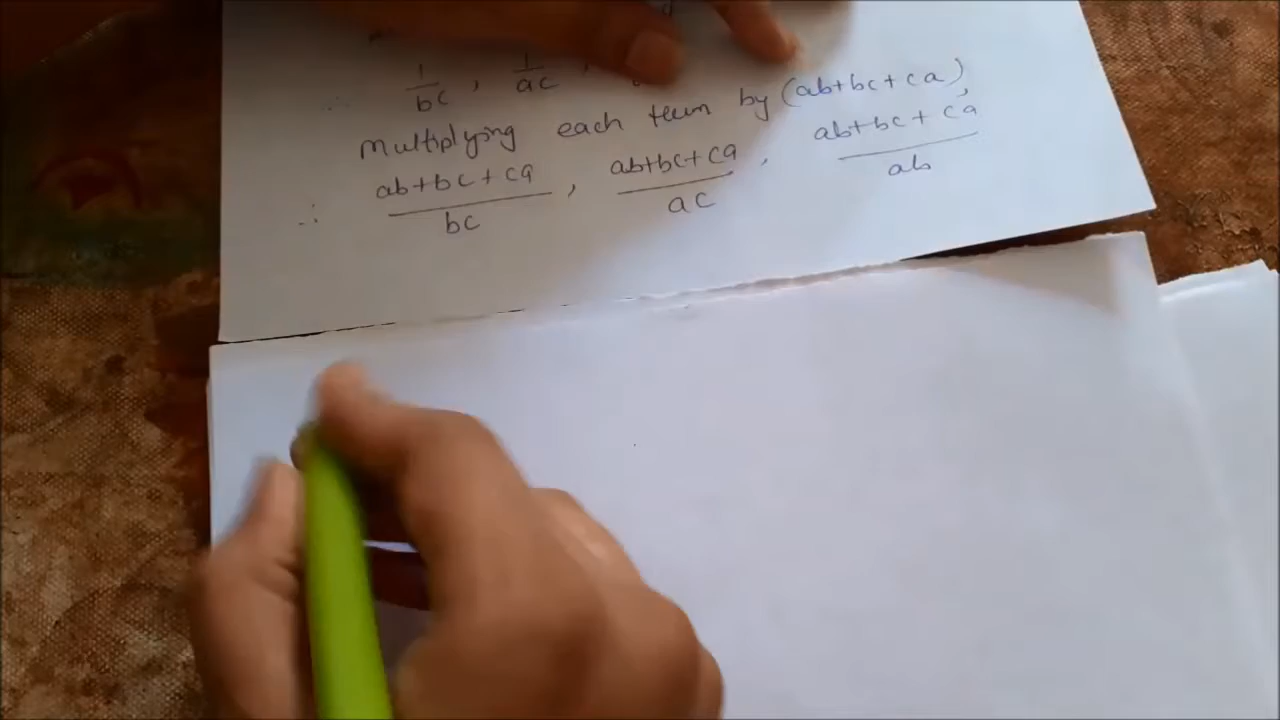 ∴ 1/bc , 1/ac ,
Multiplying each term by (ab+bc+ca),
∴ ab+bc+ca/bc , ab+bc+ca/ac , ab+bc+ca/ab